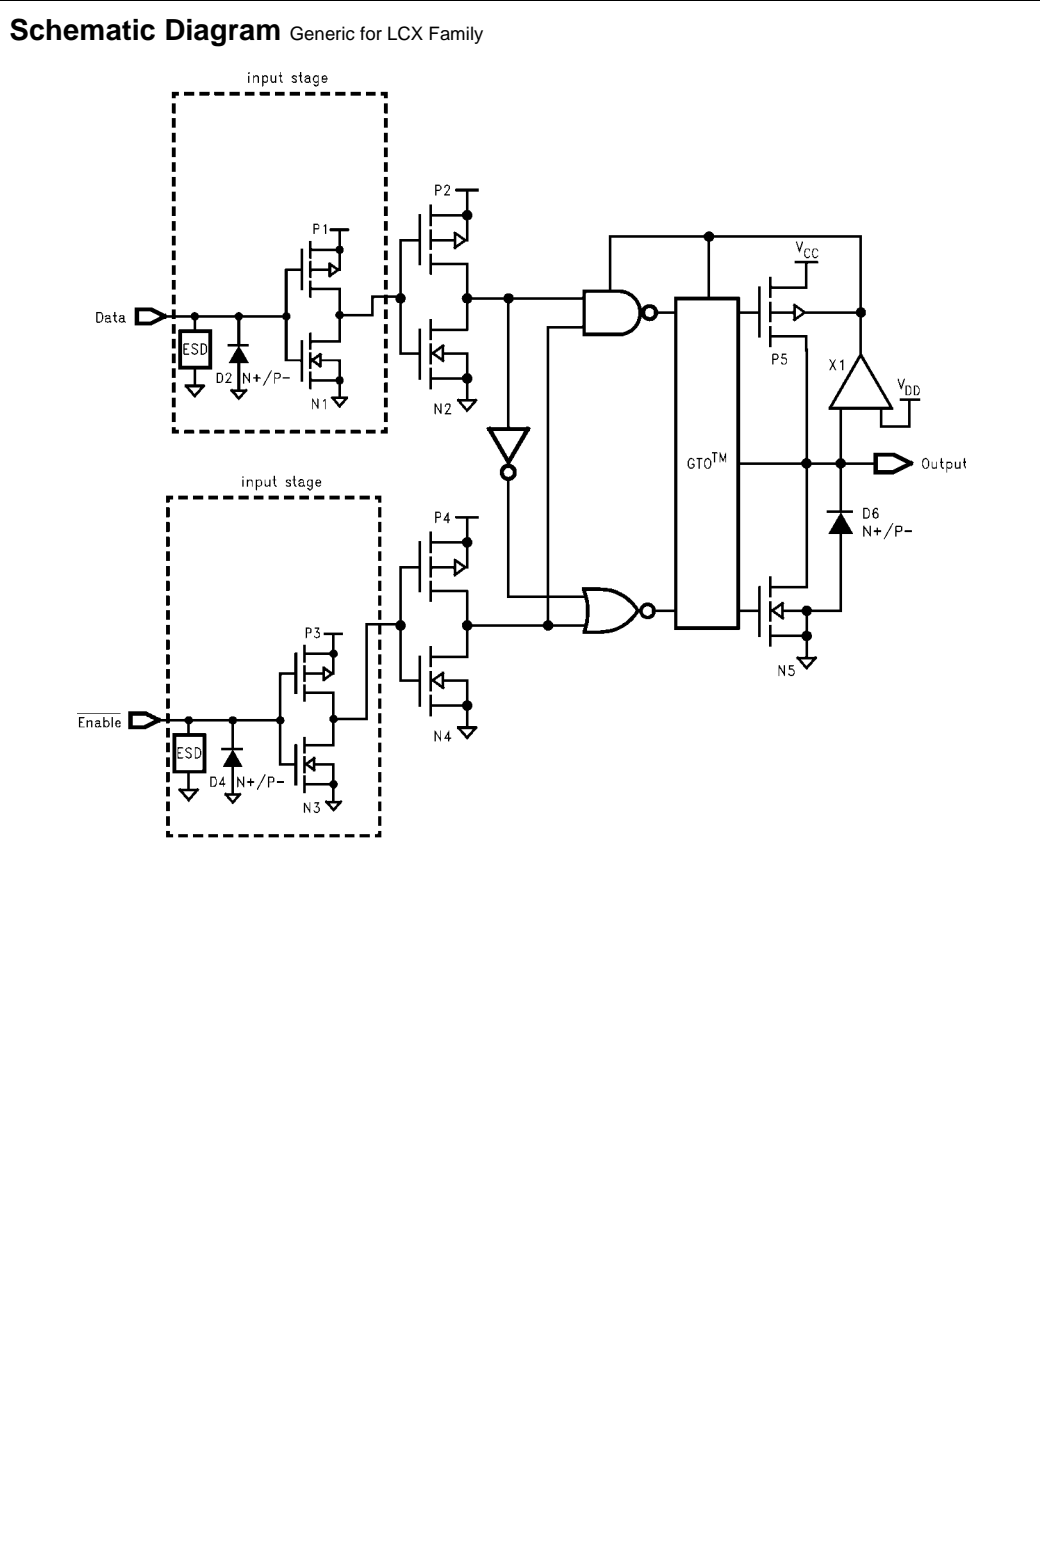 Schematic Diagram Generic for LCX Family
input stage
P1
Data
ESD
D2 N+/P-
N1
P2
N2
VCC
P5
X1
VDD
GTO™
Output
D6
N+/P-
N5
input stage
P3
Enable
ESD
D4 N+/P-
N3
P4
N4